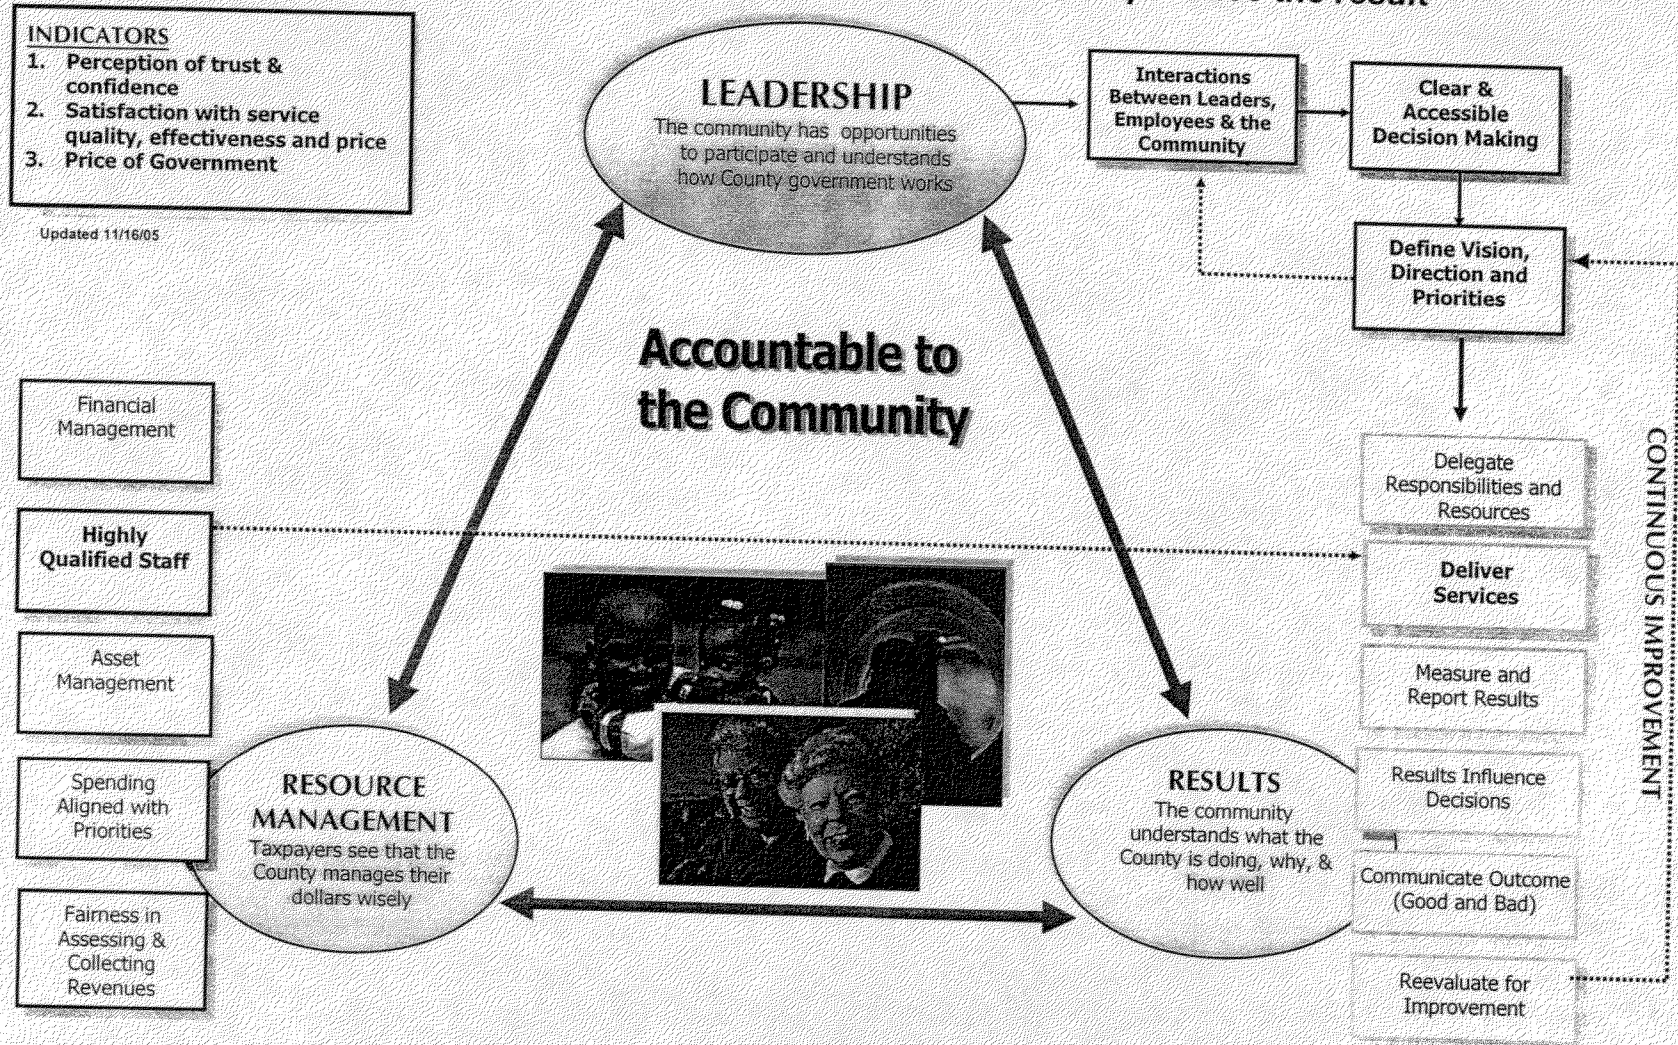 the result
INDICATORS
1. Perception of trust &
confidence
2. Satisfaction with service
quality, effectiveness and price
3. Price of Government
Updated 11/16/05
LEADERSHIP
The community has opportunities
to participate and understands
how County government works
Interactions
Between Leaders,
Employees & the
Community
Clear &
Accessible
Decision Making
Define Vision,
Direction and
Priorities
Accountable to
the Community
Financial
Management
Highly
Qualified Staff
Asset
Management
Spending
Aligned with
Priorities
Fairness in
Assessing &
Collecting
Revenues
RESOURCE
MANAGEMENT
Taxpayers see that the
County manages their
dollars wisely
RESULTS
The community
understands what the
County is doing, why, &
how well
Delegate
Responsibilities and
Resources
Deliver
Services
Measure and
Report Results
Results Influence
Decisions
Communicate Outcome
(Good and Bad)
Reevaluate for
Improvement
CONTINUOUS IMPROVEMENT